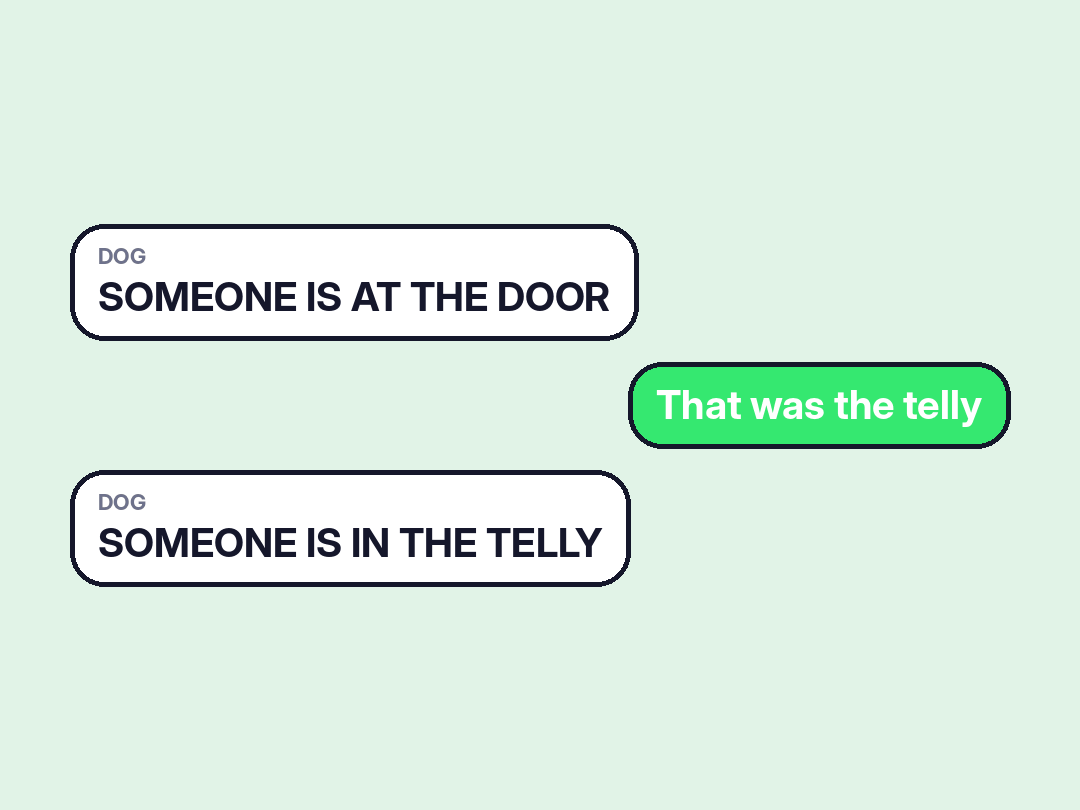 DOG
SOMEONE IS AT THE DOOR
That was the telly
DOG
SOMEONE IS IN THE TELLY